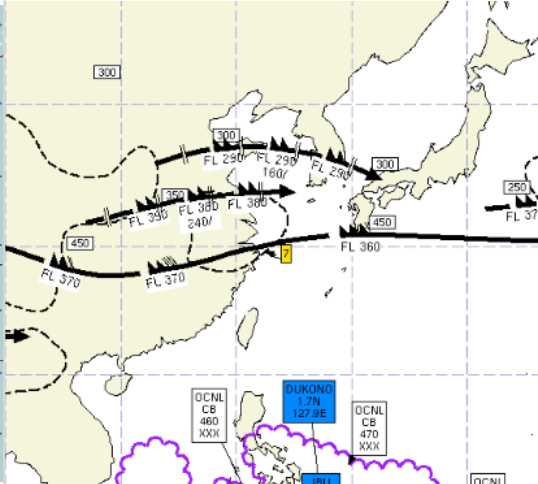 300
300
FL 290
FL 290
160/
FL 290
300
250
350
FL 390
FL 380
240/
FL 380
FL 37
450
450
FL 360
7
FL 370
FL 370
OCNL
CB
460
XXX
DUKONO
1.7N
127.9E
OCNL
CB
470
XXX
IBU
OCNL